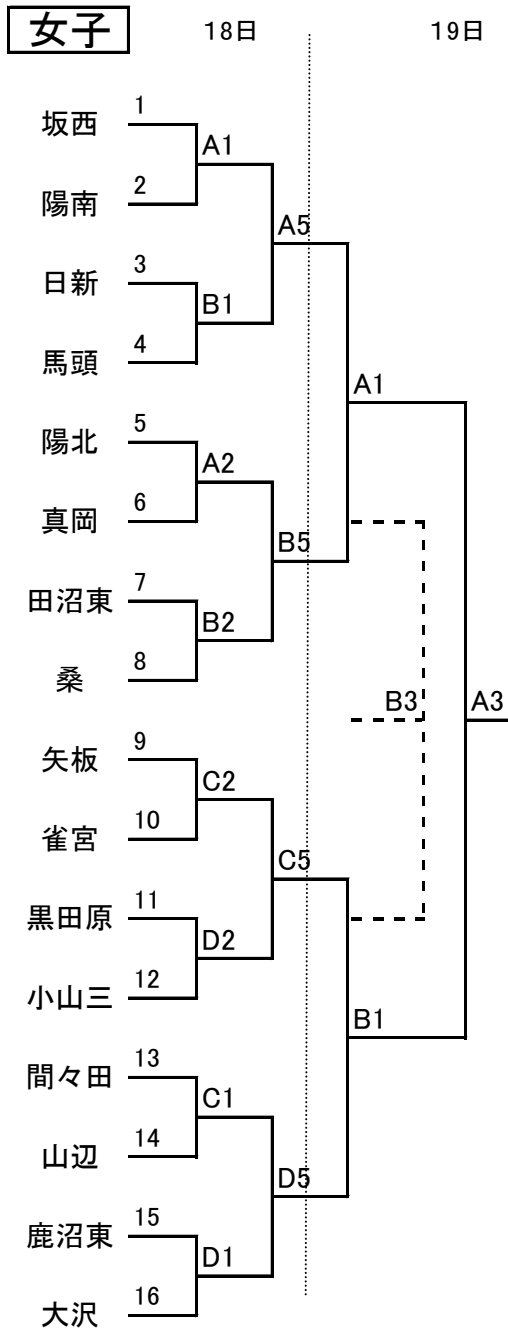 女子 18日 19日
1
坂西
A1
2
陽南
A5
3
日新
B1
4
馬頭
A1
5
陽北
A2
6
真岡
B5
7
田沼東
B2
8
桑
B3 A3
9
矢板
C2
10
雀宮
C5
11
黒田原
D2
12
小山三
B1
13
間々田
C1
14
山辺
D5
15
鹿沼東
D1
16
大沢